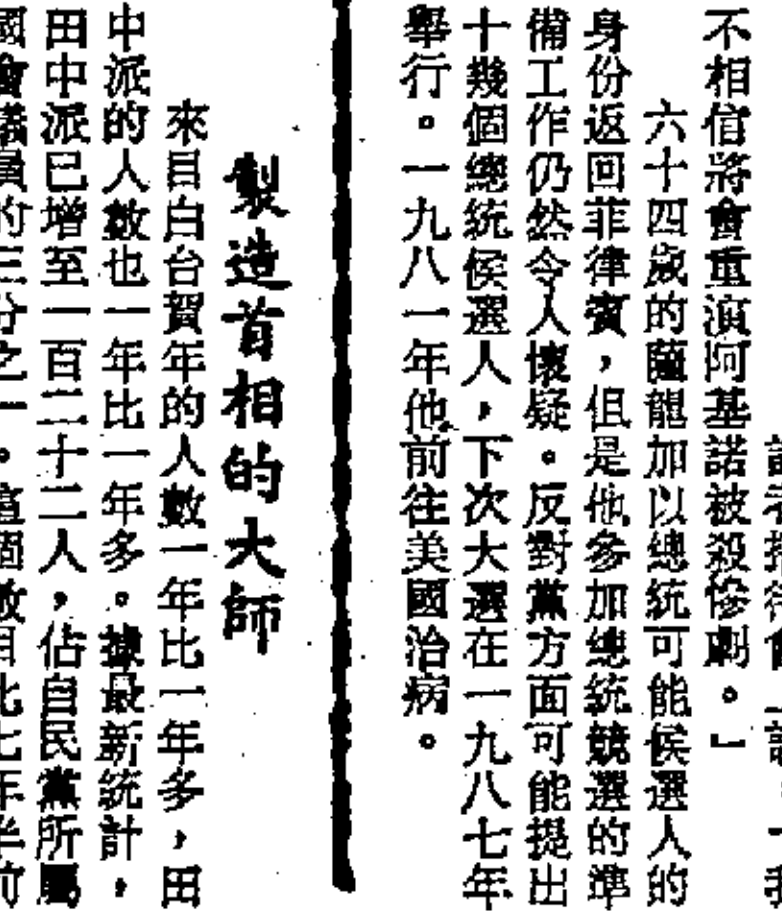 不相信將會重演阿基諾被殺慘劇。」
六十四歲的薩龍加以總統可能候選人的
身份返回菲律賓，但是他參加總統競選的準
備工作仍然令人懷疑。反對黨方面可能提出
十幾個總統侯選人，下次大選在一九八七年
舉行。一九八一年他前往美國治病。
製造首相的大師
來目白台賀年的人數一年比一年多，田
中派的人數也一年比一年多。據最新統計，
田中派已增至一百二十二人，佔自民黨所屬
國會議員的三分之一。這個數目比七年半前